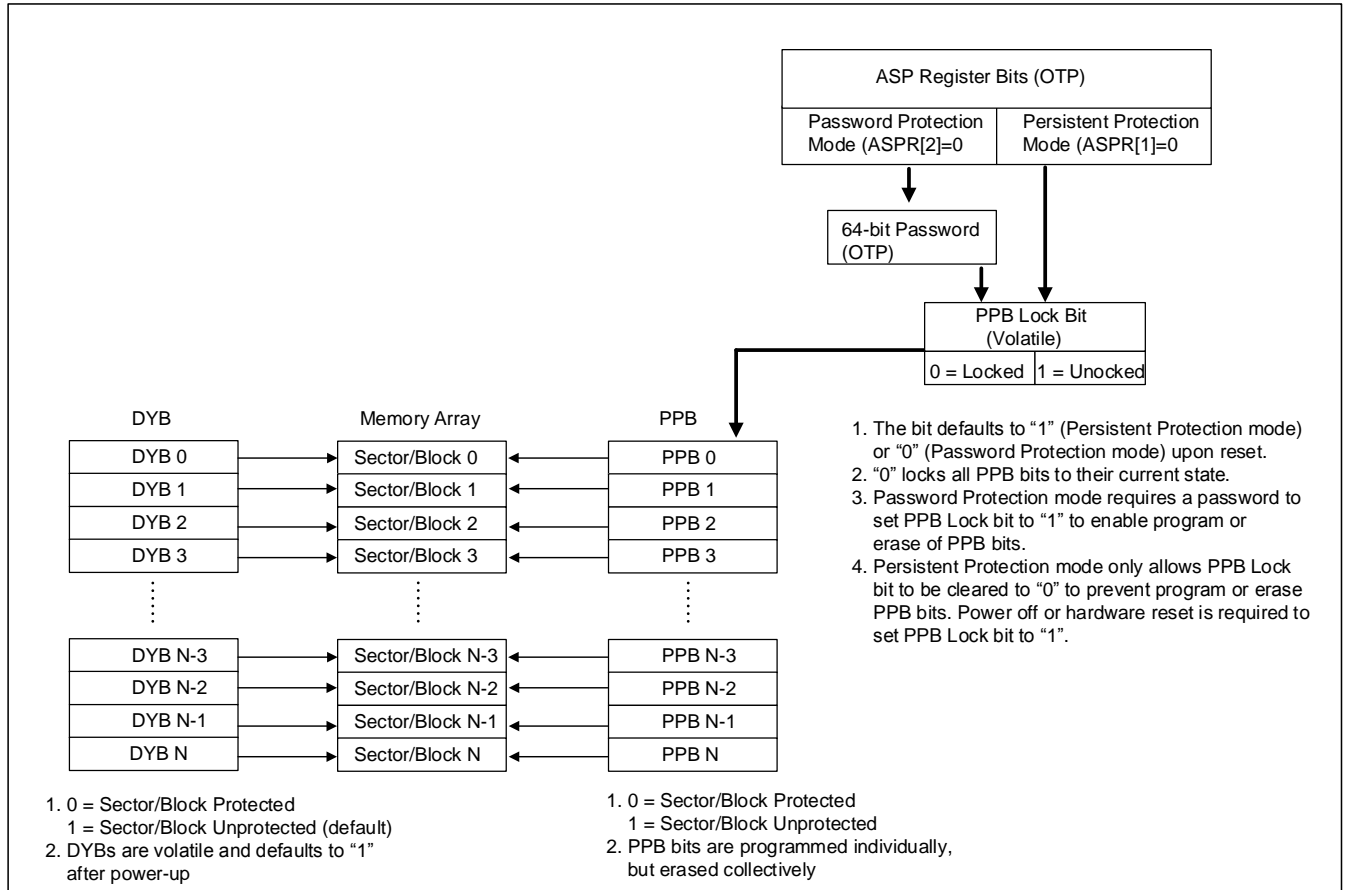 ASP Register Bits (OTP)
Password Protection
Mode (ASPR[2]=0
Persistent Protection
Mode (ASPR[1]=0
64-bit Password
(OTP)
PPB Lock Bit
(Volatile)
0 = Locked
1 = Unocked
DYB
Memory Array
PPB
DYB 0
Sector/Block 0
PPB 0
DYB 1
Sector/Block 1
PPB 1
DYB 2
Sector/Block 2
PPB 2
DYB 3
Sector/Block 3
PPB 3
DYB N-3
Sector/Block N-3
PPB N-3
DYB N-2
Sector/Block N-2
PPB N-2
DYB N-1
Sector/Block N-1
PPB N-1
DYB N
Sector/Block N
PPB N
1. The bit defaults to “1” (Persistent Protection mode)
or “0” (Password Protection mode) upon reset.
2. “0” locks all PPB bits to their current state.
3. Password Protection mode requires a password to
set PPB Lock bit to “1” to enable program or
erase of PPB bits.
4. Persistent Protection mode only allows PPB Lock
bit to be cleared to “0” to prevent program or erase
PPB bits. Power off or hardware reset is required to
set PPB Lock bit to “1”.
1. 0 = Sector/Block Protected
1 = Sector/Block Unprotected (default)
2. DYBs are volatile and defaults to “1”
after power-up
1. 0 = Sector/Block Protected
1 = Sector/Block Unprotected
2. PPB bits are programmed individually,
but erased collectively